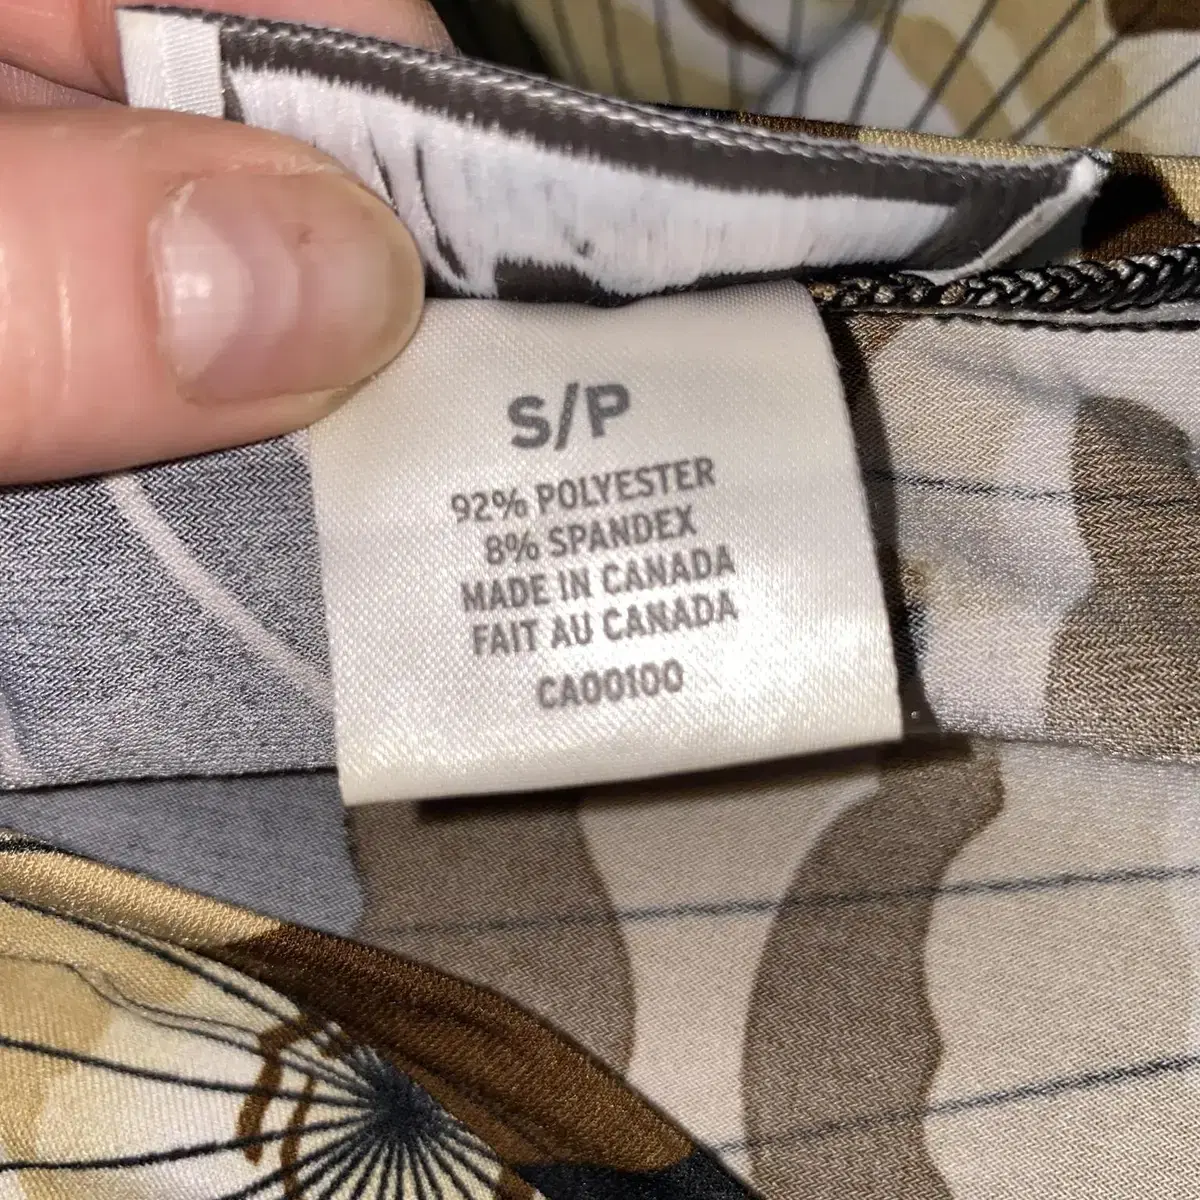 S/P
92% POLYESTER
8% SPANDEX
MADE IN CANADA
FAIT AU CANADA
CA00100